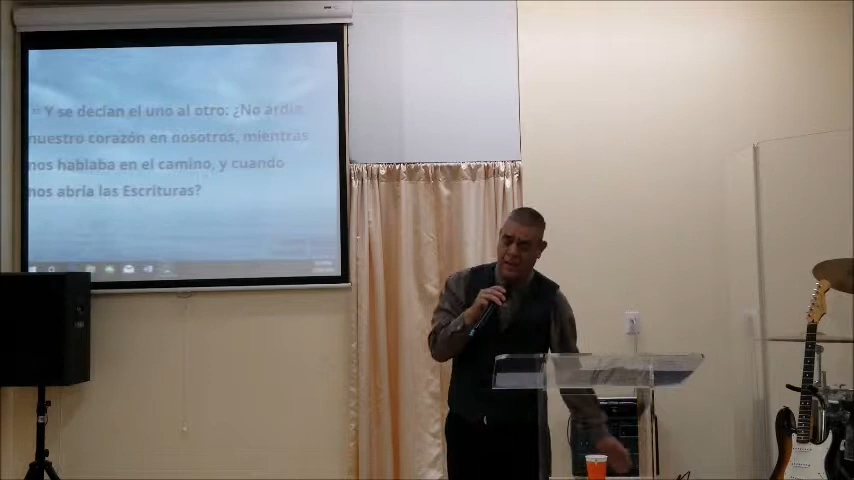 32 Y se decían el uno al otro: ¿No ardía
nuestro corazón en nosotros, mientras
nos hablaba en el camino, y cuando
nos abría las Escrituras?